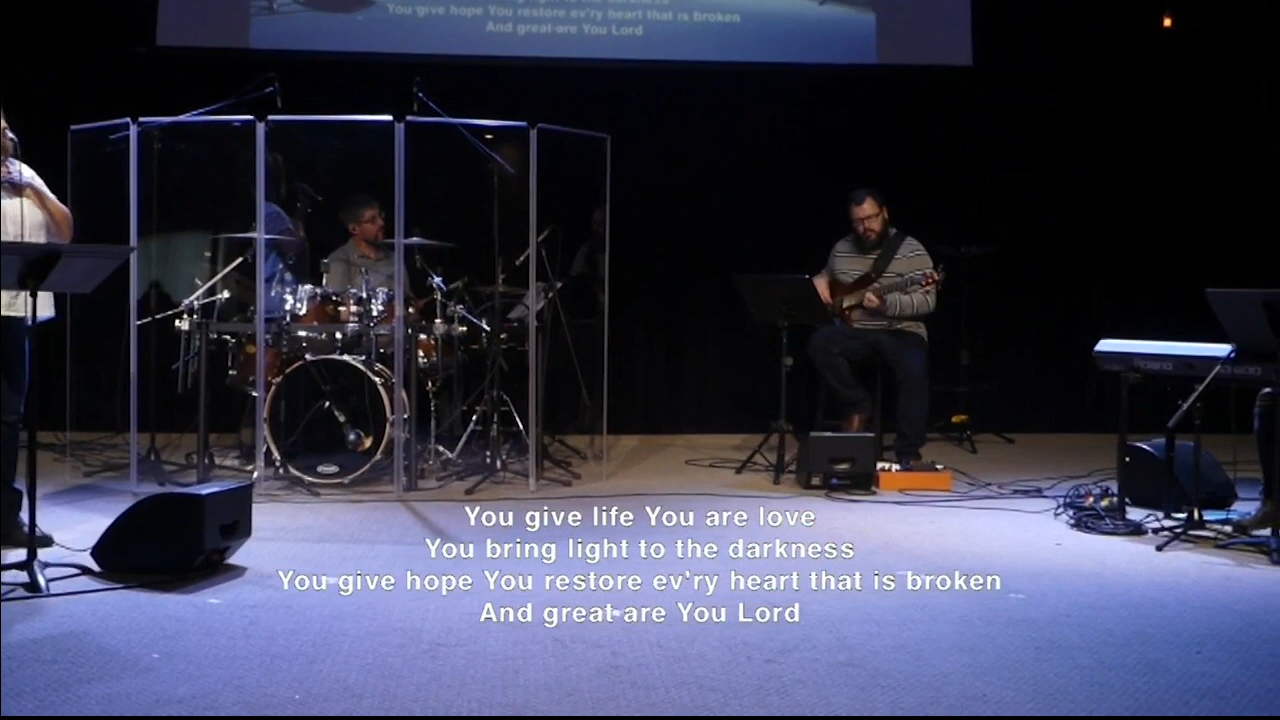 You give hope You restore ev'ry heart that is broken
And great are You Lord
Roland
You give life You are love
You bring light to the darkness
You give hope You restore ev'ry heart that is broken
And great are You Lord